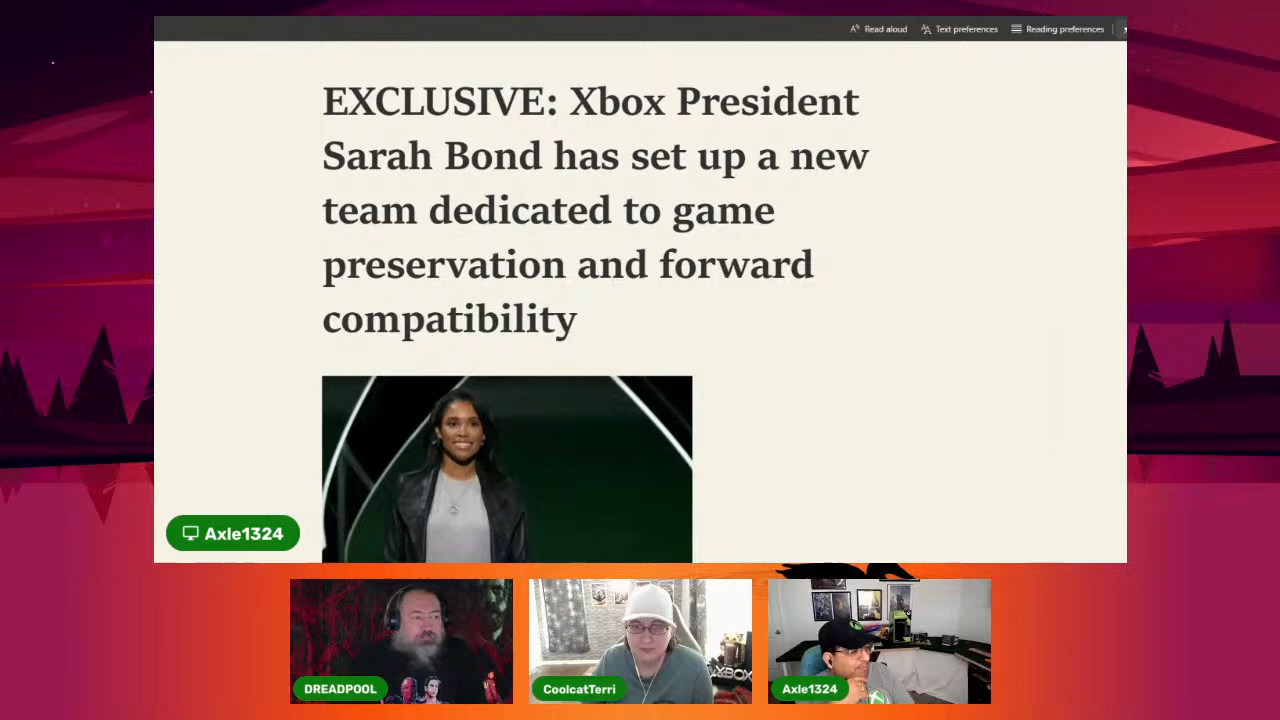 Read aloud
Text preferences
Reading preferences
EXCLUSIVE: Xbox President
Sarah Bond has set up a new
team dedicated to game
preservation and forward
compatibility
Axle1324
DREADPOOL
CoolcatTerri
XBOX
Axle1324